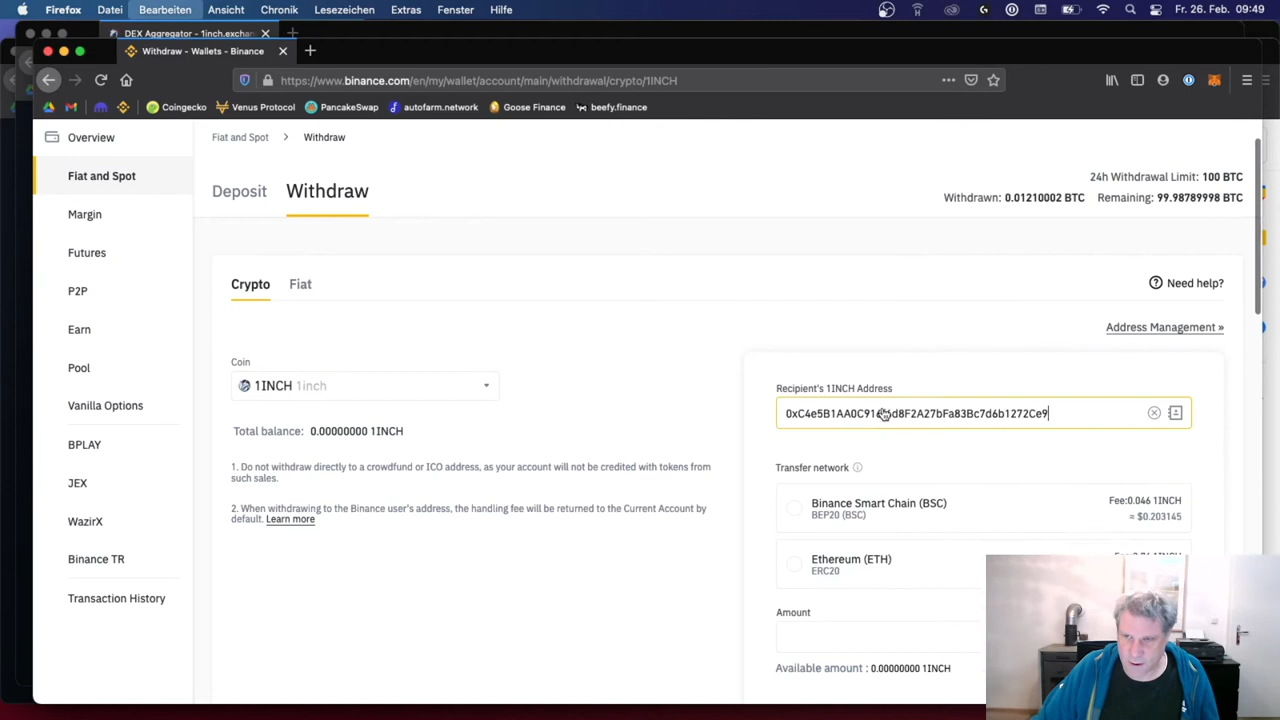 Firefox Datei Bearbeiten Ansicht Chronik Lesezeichen Extras Fenster Hilfe Fr. 26. Feb. 09:49
DEX Aggregator - 1inch.exchan
Withdraw - Wallets - Binance
https://www.binance.com/en/my/wallet/account/main/withdrawal/crypto/1INCH
Coingecko Venus Protocol PancakeSwap autofarm.network Goose Finance beefy.finance
Overview
Fiat and Spot
Margin
Futures
P2P
Earn
Pool
Vanilla Options
BPLAY
JEX
WazirX
Binance TR
Transaction History
Fiat and Spot > Withdraw
Deposit Withdraw
24h Withdrawal Limit: 100 BTC
Withdrawn: 0.01210002 BTC Remaining: 99.98789998 BTC
Crypto Fiat
Need help?
Address Management »
Coin
1INCH 1inch
Total balance: 0.00000000 1INCH
1. Do not withdraw directly to a crowdfund or ICO address, as your account will not be credited with tokens from
such sales.
2. When withdrawing to the Binance user's address, the handling fee will be returned to the Current Account by
default. Learn more
Recipient's 1INCH Address
Transfer network
Binance Smart Chain (BSC) Fee:0.046 1INCH
BEP20 (BSC) ≈ $0.203145
Ethereum (ETH)
ERC20
Amount
Available amount : 0.00000000 1INCH